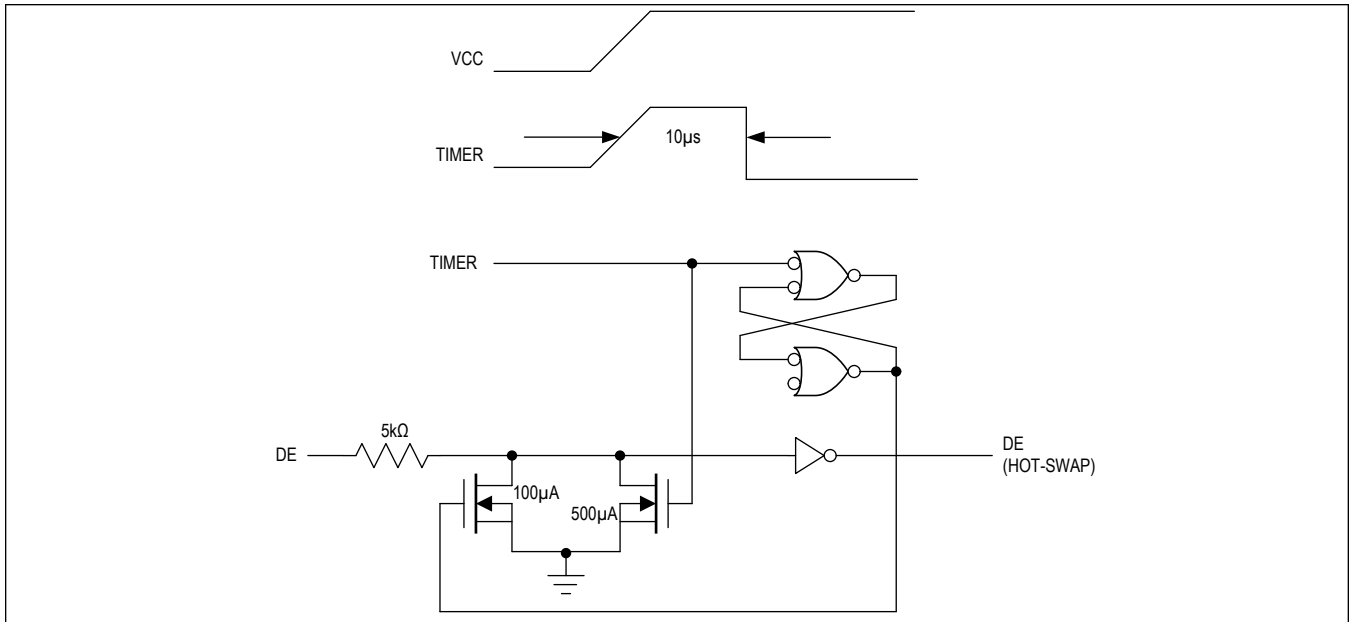 VCC
10µs
TIMER
TIMER
5kΩ
DE
DE
(HOT-SWAP)
100µA
500µA